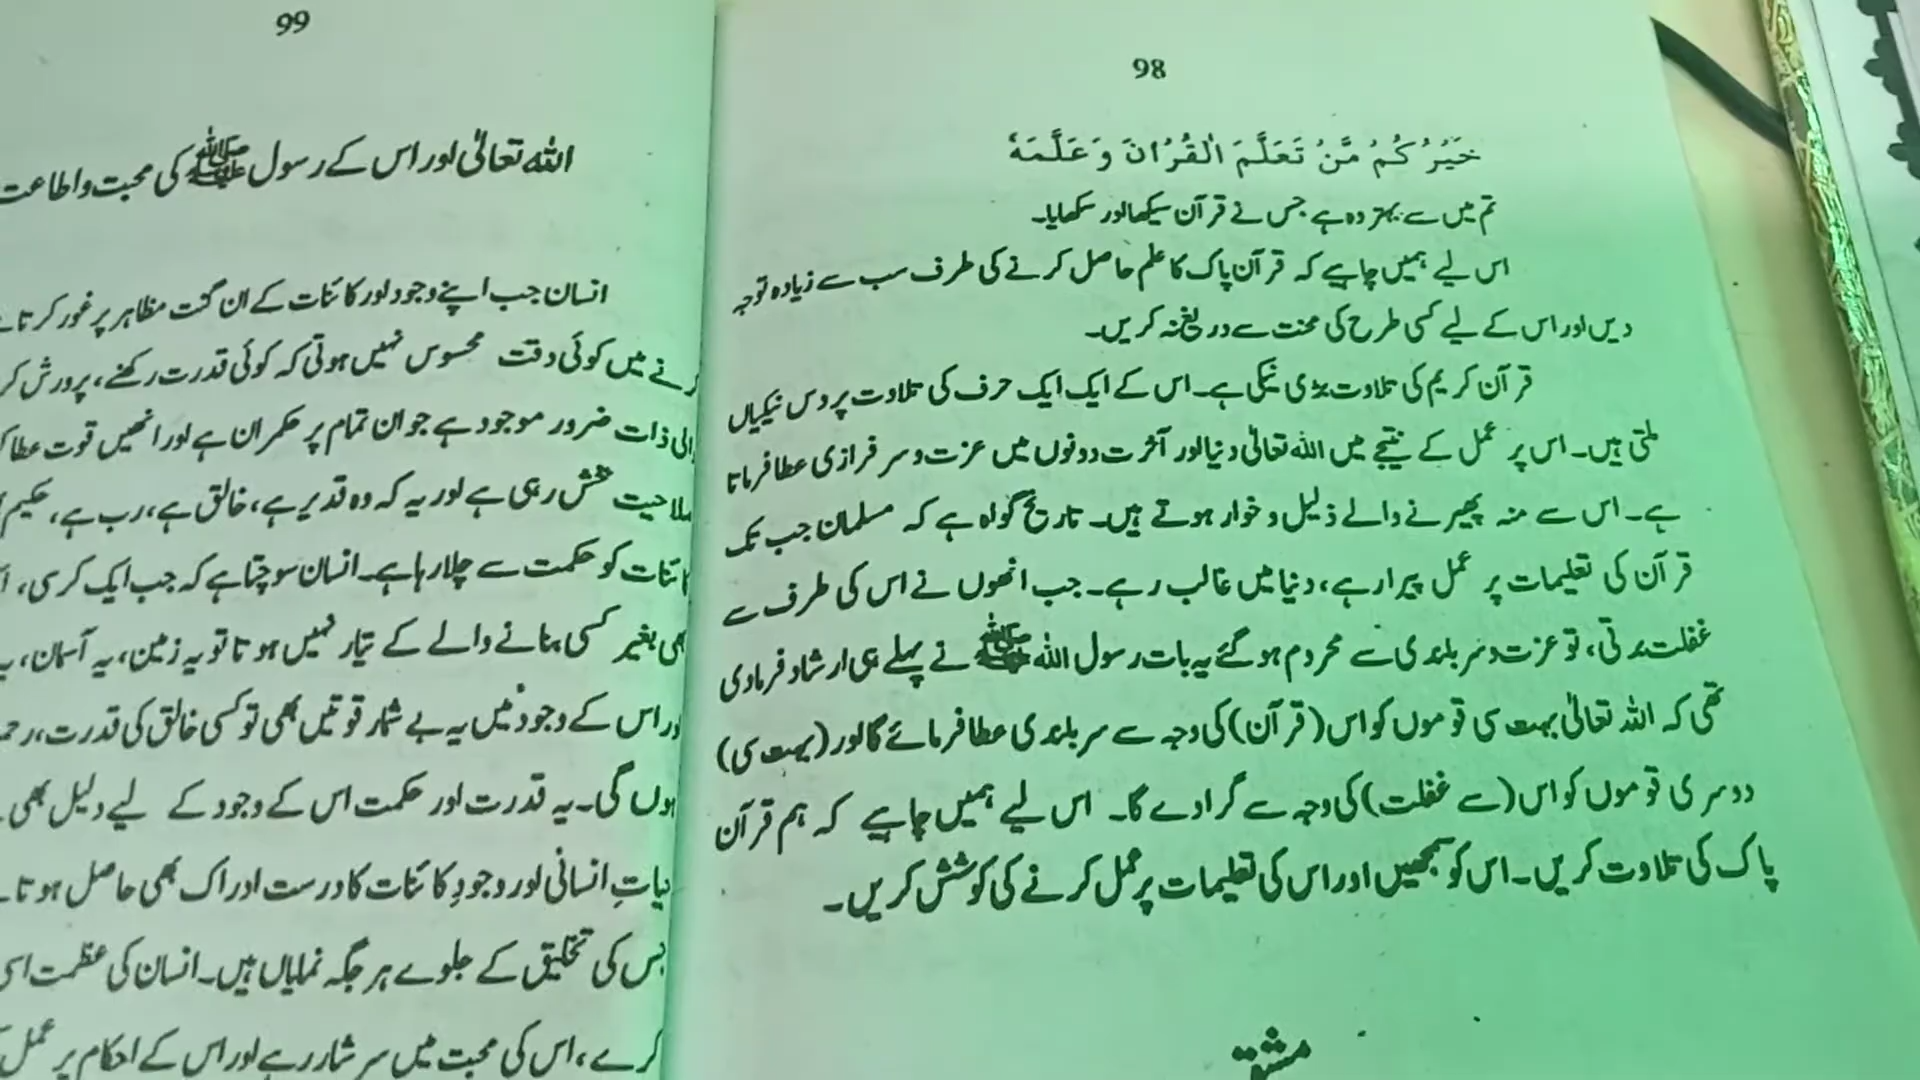 98
خَیْرُ کُمْ مَّنْ تَعَلَّمَ الْقُرْاٰنَ وَ عَلَّمَهٗ
تم میں سے بہتر وہ ہے جس نے قرآن سیکھا اور سکھایا۔
اس لیے ہمیں چاہیے کہ قرآن پاک کا علم حاصل کرنے کی طرف سب سے زیادہ توجہ
دیں اور اس کے لیے کسی طرح کی محنت سے دریغ نہ کریں۔
قرآن کریم کی تلاوت بڑی نیکی ہے۔ اس کے ایک ایک حرف کی تلاوت پر دس نیکیاں
ملتی ہیں۔ اس پر عمل کے نتیجے میں اللہ تعالیٰ دنیا اور آخرت دونوں میں عزت و سرفرازی عطا فرماتا
ہے۔ اس سے منہ پھیرنے والے ذلیل و خوار ہوتے ہیں۔ تاریخ گواہ ہے کہ مسلمان جب تک
قرآن کی تعلیمات پر عمل پیرا رہے، دنیا میں غالب رہے۔ جب انھوں نے اس کی طرف سے
غفلت برتی، تو عزت و سربلندی سے محروم ہو گئے یہ بات رسول اللہ ﷺ نے پہلے ہی ارشاد فرما دی
تھی کہ اللہ تعالیٰ بہت سی قوموں کو اس (قرآن) کی وجہ سے سربلندی عطا فرمائے گا اور (بہت سی)
دوسری قوموں کو اس (سے غفلت) کی وجہ سے گرا دے گا۔ اس لیے ہمیں چاہیے کہ ہم قرآن
پاک کی تلاوت کریں۔ اس کو سمجھیں اور اس کی تعلیمات پر عمل کرنے کی کوشش کریں۔
مشق
99
اللہ تعالیٰ اور اس کے رسول ﷺ کی محبت و اطاعت
انسان جب اپنے وجود اور کائنات کے ان گنت مظاہر پر غور کرتا
کرنے میں کوئی دقت محسوس نہیں ہوتی کہ کوئی قدرت رکھنے، پرورش
ذات ضرور موجود ہے جو ان تمام پر حکمران ہے اور انھیں قوت عطا
صلاحیت بخش رہی ہے اور یہ کہ وہ قدیر ہے، خالق ہے، رب ہے، حکیم
کائنات کو حکمت سے چلا رہا ہے۔ انسان سوچتا ہے کہ جب ایک کرسی،
بھی بغیر کسی بنانے والے کے تیار نہیں ہوتا تو یہ زمین، یہ آسمان،
اور اس کے وجود میں یہ بے شمار قوتیں بھی تو کسی خالق کی قدرت،
ہوں گی۔ یہ قدرت اور حکمت اس کے وجود کے لیے دلیل بھی
حیاتِ انسانی اور وجودِ کائنات کا درست ادراک بھی حاصل ہوتا
جس کی تخلیق کے جلوے ہر جگہ نمایاں ہیں۔ انسان کی عظمت اسی
کرے، اس کی محبت میں سرشار رہے اور اس کے احکام پر عمل